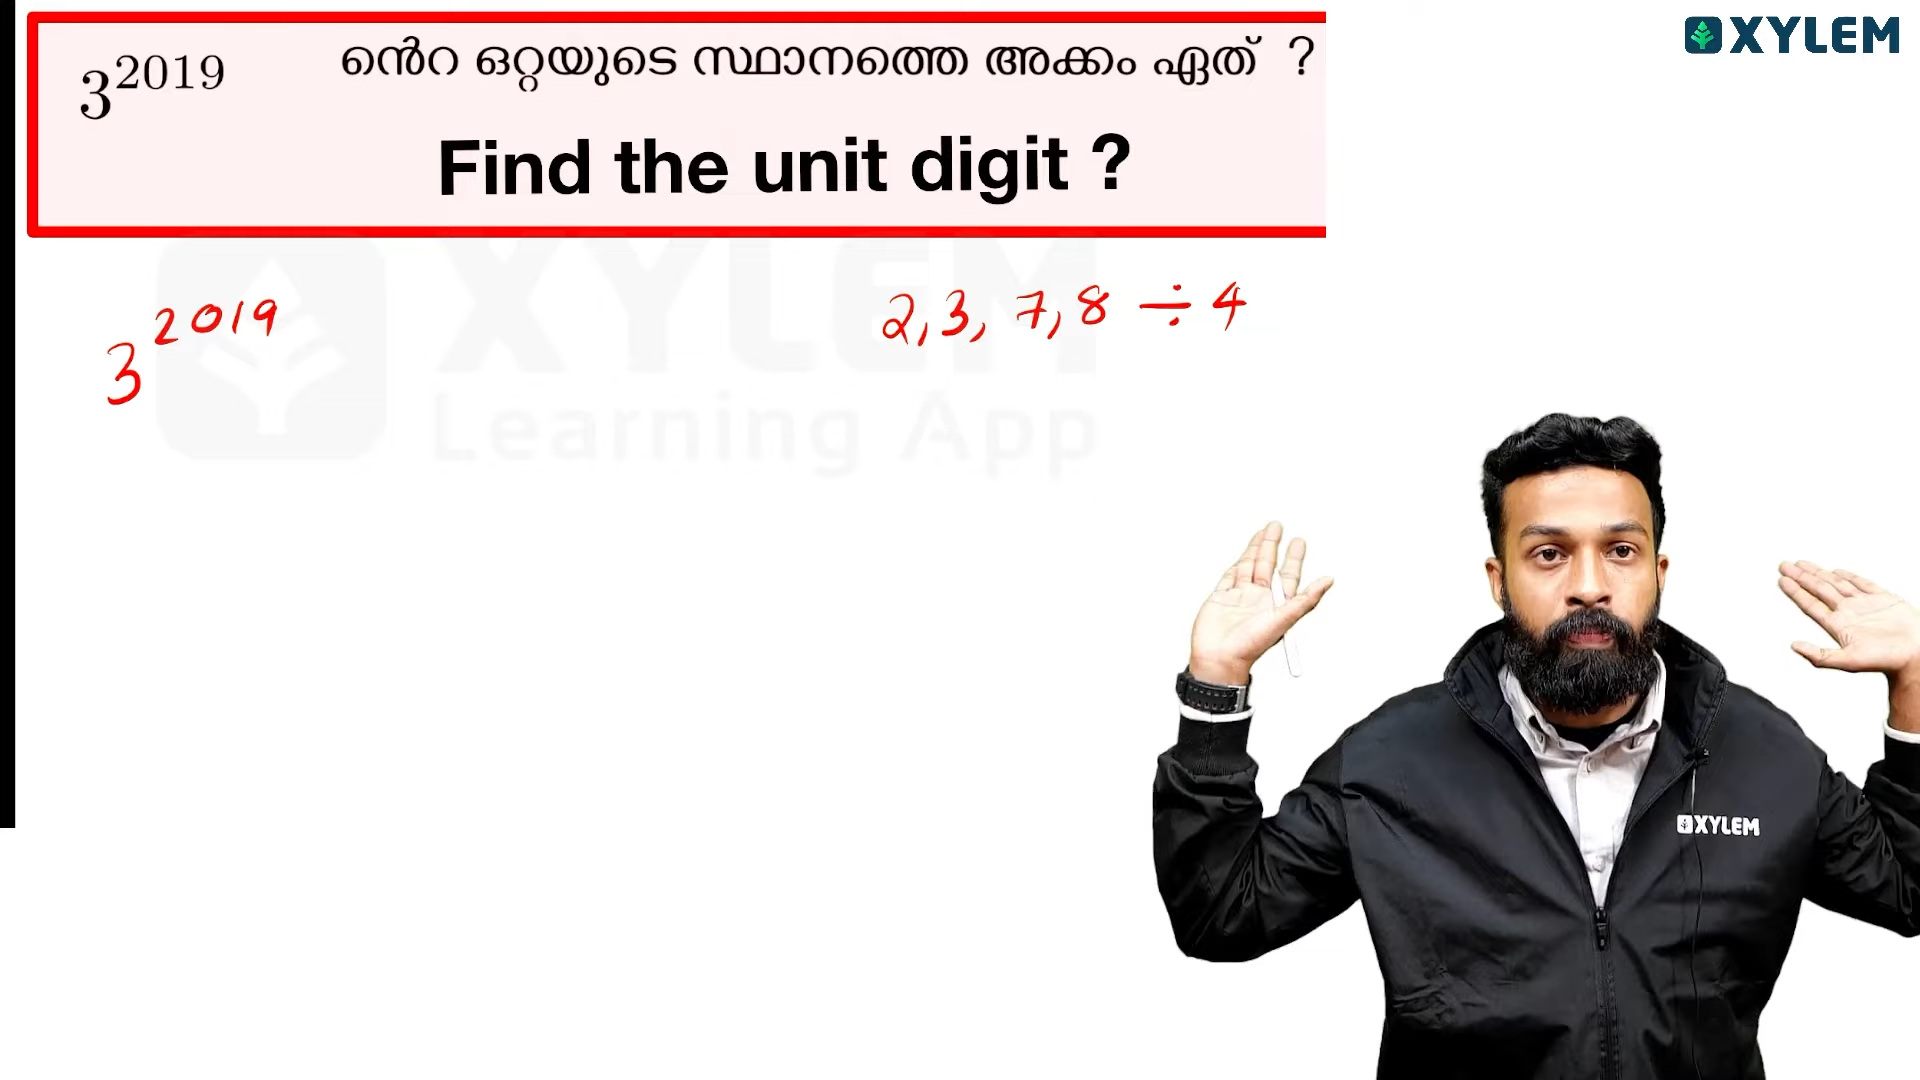 XYLEM
3^2019 ന്റെ ഒറ്റയുടെ സ്ഥാനത്തെ അക്കം ഏത് ?
Find the unit digit ?
3^2019
2, 3, 7, 8 ÷ 4
XYLEM
Learning App
XYLEM